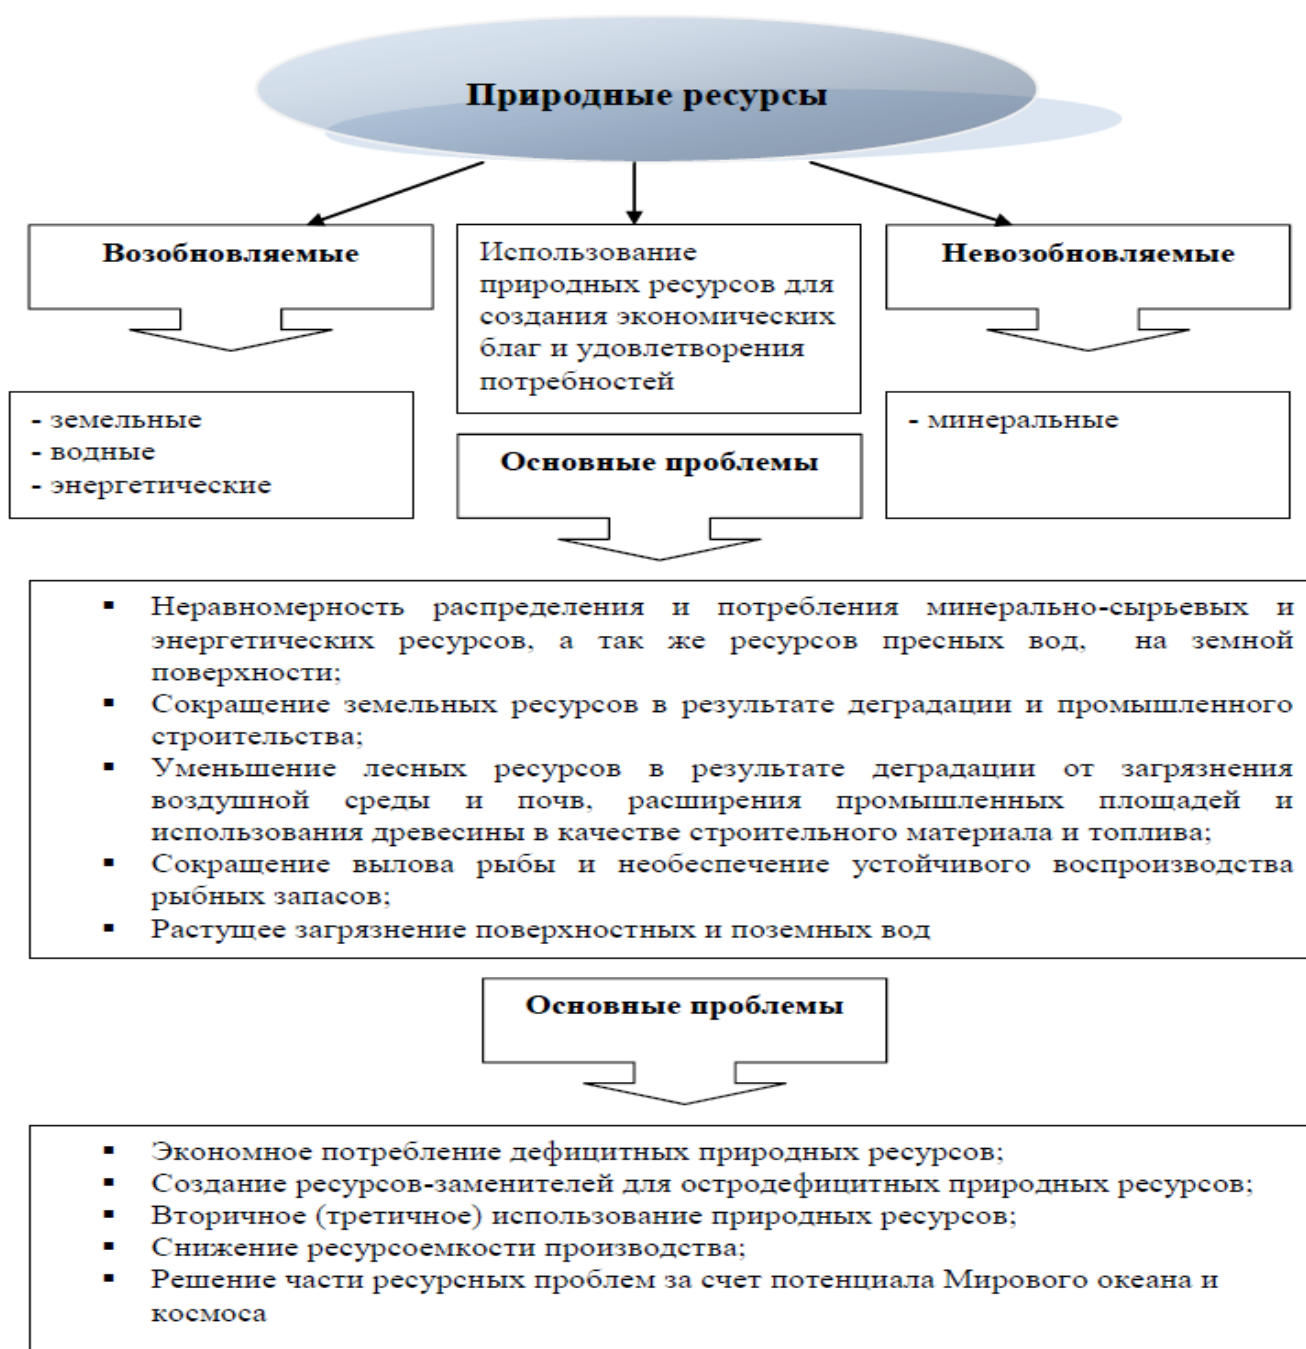 Природные ресурсы
Возобновляемые
Использование
природных ресурсов для
создания экономических
благ и удовлетворения
потребностей
Невозобновляемые
- земельные
- водные
- энергетические
- минеральные
Основные проблемы
▪ Неравномерность распределения и потребления минерально-сырьевых и
энергетических ресурсов, а так же ресурсов пресных вод, на земной
поверхности;
▪ Сокращение земельных ресурсов в результате деградации и промышленного
строительства;
▪ Уменьшение лесных ресурсов в результате деградации от загрязнения
воздушной среды и почв, расширения промышленных площадей и
использования древесины в качестве строительного материала и топлива;
▪ Сокращение вылова рыбы и необеспечение устойчивого воспроизводства
рыбных запасов;
▪ Растущее загрязнение поверхностных и поземных вод
Основные проблемы
▪ Экономное потребление дефицитных природных ресурсов;
▪ Создание ресурсов-заменителей для остродефицитных природных ресурсов;
▪ Вторичное (третичное) использование природных ресурсов;
▪ Снижение ресурсоемкости производства;
▪ Решение части ресурсных проблем за счет потенциала Мирового океана и
космоса